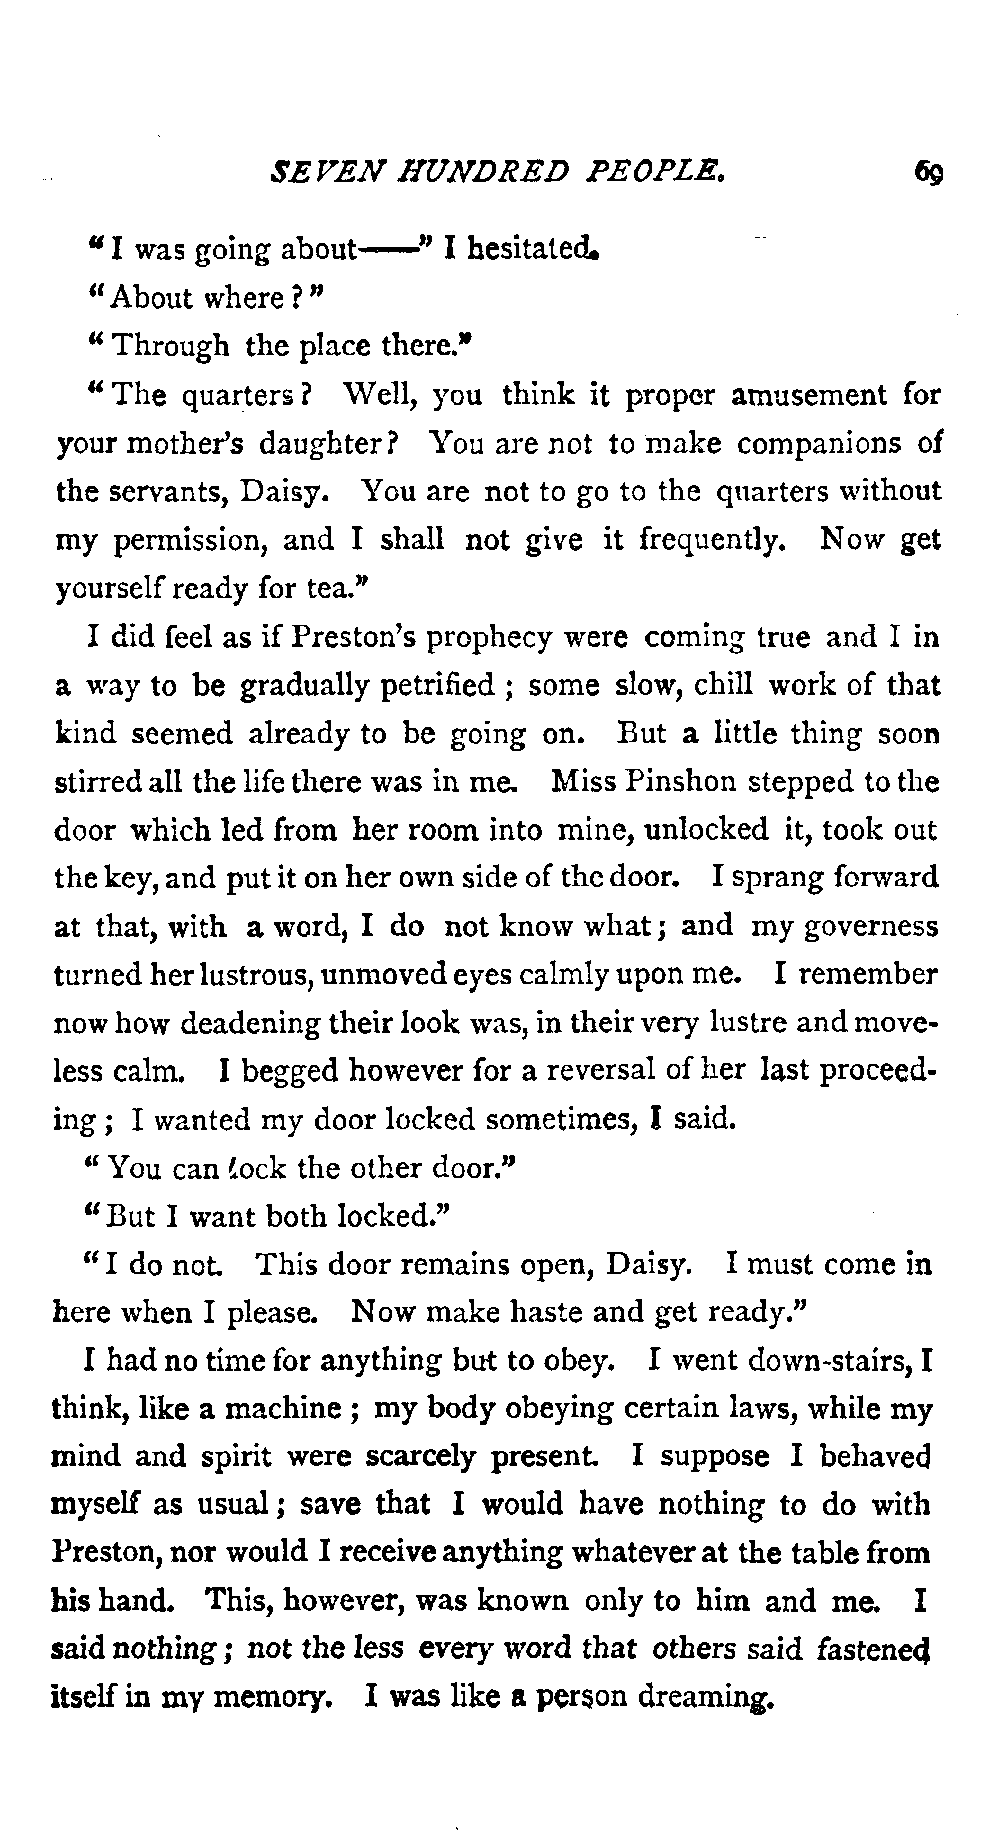 SEVEN HUNDRED PEOPLE. 69
"I was going about——" I hesitated.
"About where?"
"Through the place there."
"The quarters? Well, you think it proper amusement for
your mother's daughter? You are not to make companions of
the servants, Daisy. You are not to go to the quarters without
my permission, and I shall not give it frequently. Now get
yourself ready for tea."
I did feel as if Preston's prophecy were coming true and I in
a way to be gradually petrified; some slow, chill work of that
kind seemed already to be going on. But a little thing soon
stirred all the life there was in me. Miss Pinshon stepped to the
door which led from her room into mine, unlocked it, took out
the key, and put it on her own side of the door. I sprang forward
at that, with a word, I do not know what; and my governess
turned her lustrous, unmoved eyes calmly upon me. I remember
now how deadening their look was, in their very lustre and move-
less calm. I begged however for a reversal of her last proceed-
ing; I wanted my door locked sometimes, I said.
"You can lock the other door."
"But I want both locked."
"I do not. This door remains open, Daisy. I must come in
here when I please. Now make haste and get ready."
I had no time for anything but to obey. I went down-stairs, I
think, like a machine; my body obeying certain laws, while my
mind and spirit were scarcely present. I suppose I behaved
myself as usual; save that I would have nothing to do with
Preston, nor would I receive anything whatever at the table from
his hand. This, however, was known only to him and me. I
said nothing; not the less every word that others said fastened
itself in my memory. I was like a person dreaming.